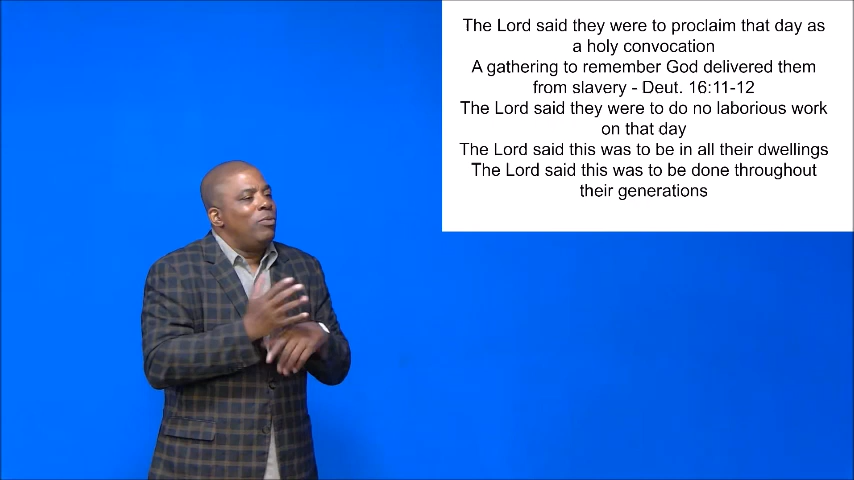 The Lord said they were to proclaim that day as
a holy convocation
A gathering to remember God delivered them
from slavery - Deut. 16:11-12
The Lord said they were to do no laborious work
on that day
The Lord said this was to be in all their dwellings
The Lord said this was to be done throughout
their generations